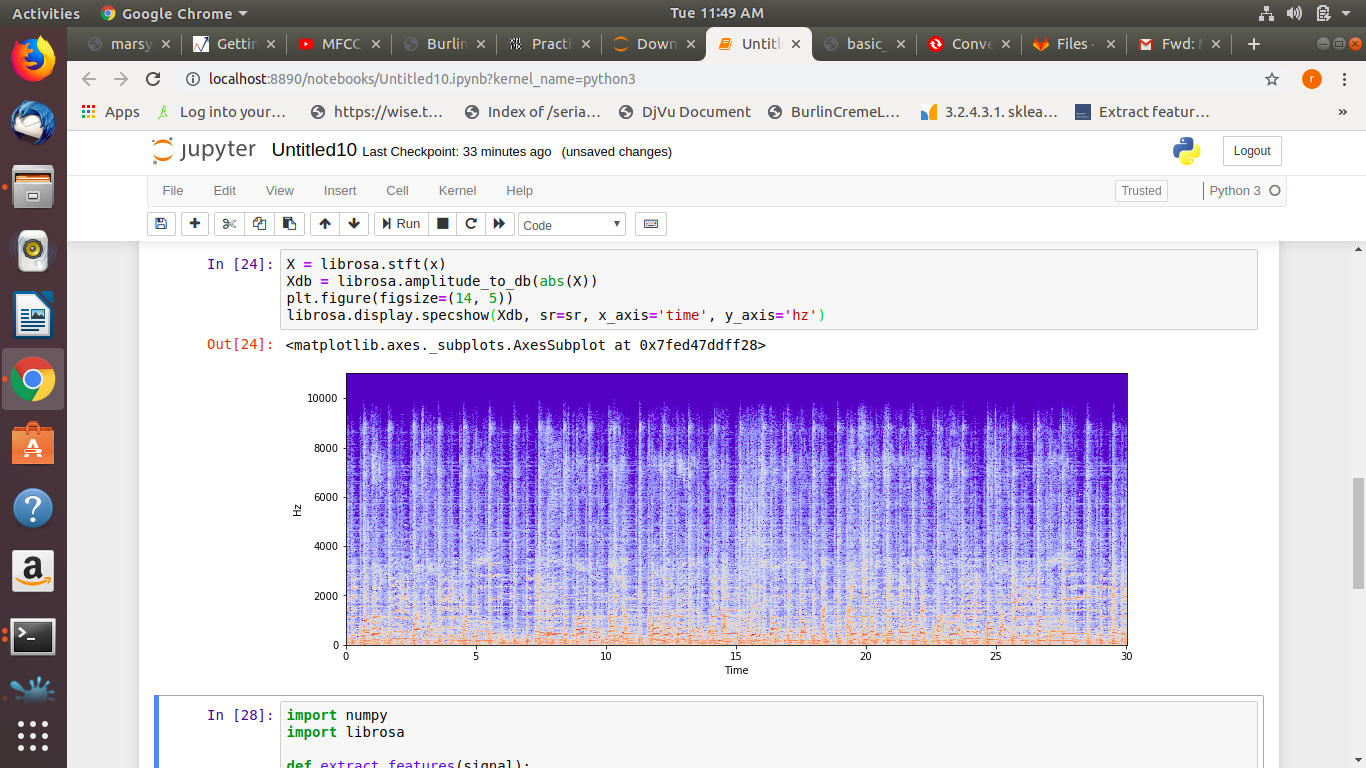 Activities Google Chrome Tue 11:49 AM
marsy Gettin MFCC Burlin Practi Down Untitl basic_ Conve Files - Fwd:
localhost:8890/notebooks/Untitled10.ipynb?kernel_name=python3 r
Apps Log into your… https://wise.t… Index of /seria… DjVu Document BurlinCremeL… 3.2.4.3.1. sklea… Extract featur… »
jupyter Untitled10 Last Checkpoint: 33 minutes ago (unsaved changes) Logout
File Edit View Insert Cell Kernel Help Trusted Python 3
Run Code
In [24]: X = librosa.stft(x)
Xdb = librosa.amplitude_to_db(abs(X))
plt.figure(figsize=(14, 5))
librosa.display.specshow(Xdb, sr=sr, x_axis='time', y_axis='hz')
Out[24]: <matplotlib.axes._subplots.AxesSubplot at 0x7fed47ddff28>
10000
8000
6000
Hz
4000
2000
0
0 5 10 15 20 25 30
Time
In [28]: import numpy
import librosa
def extract_features(signal):